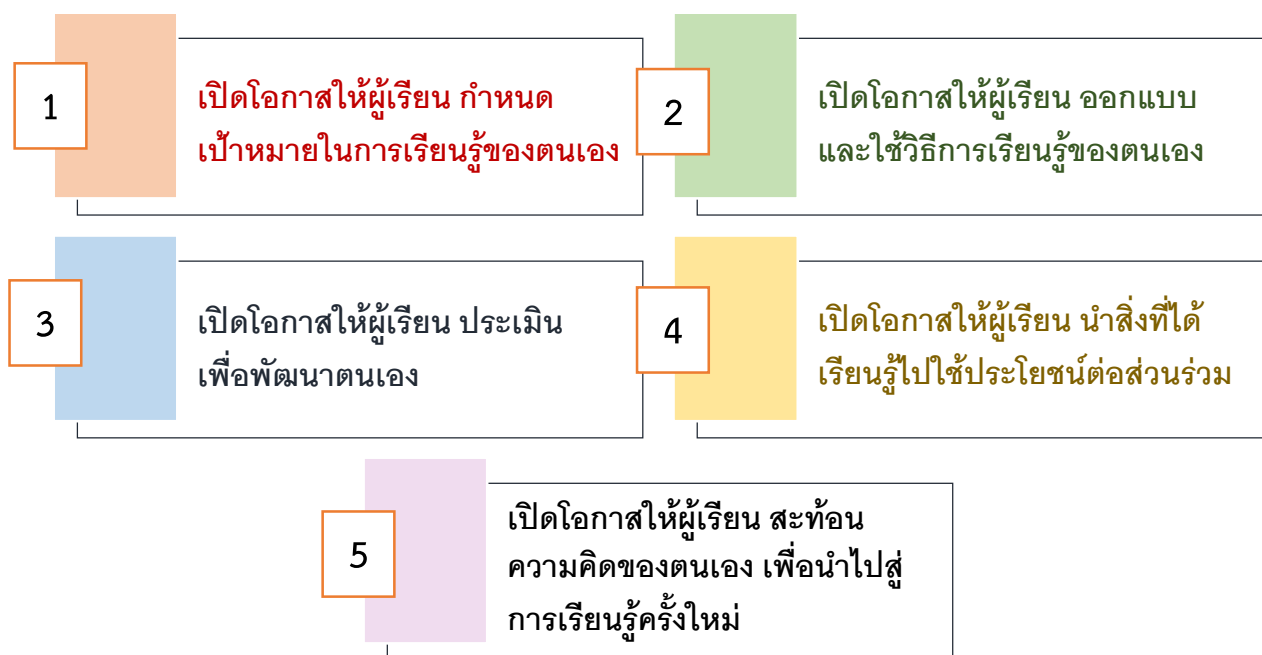 1
เปิดโอกาสให้ผู้เรียน กำหนด
เป้าหมายในการเรียนรู้ของตนเอง
2
เปิดโอกาสให้ผู้เรียน ออกแบบ
และใช้วิธีการเรียนรู้ของตนเอง
3
เปิดโอกาสให้ผู้เรียน ประเมิน
เพื่อพัฒนาตนเอง
4
เปิดโอกาสให้ผู้เรียน นำสิ่งที่ได้
เรียนรู้ไปใช้ประโยชน์ต่อส่วนร่วม
5
เปิดโอกาสให้ผู้เรียน สะท้อน
ความคิดของตนเอง เพื่อนำไปสู่
การเรียนรู้ครั้งใหม่